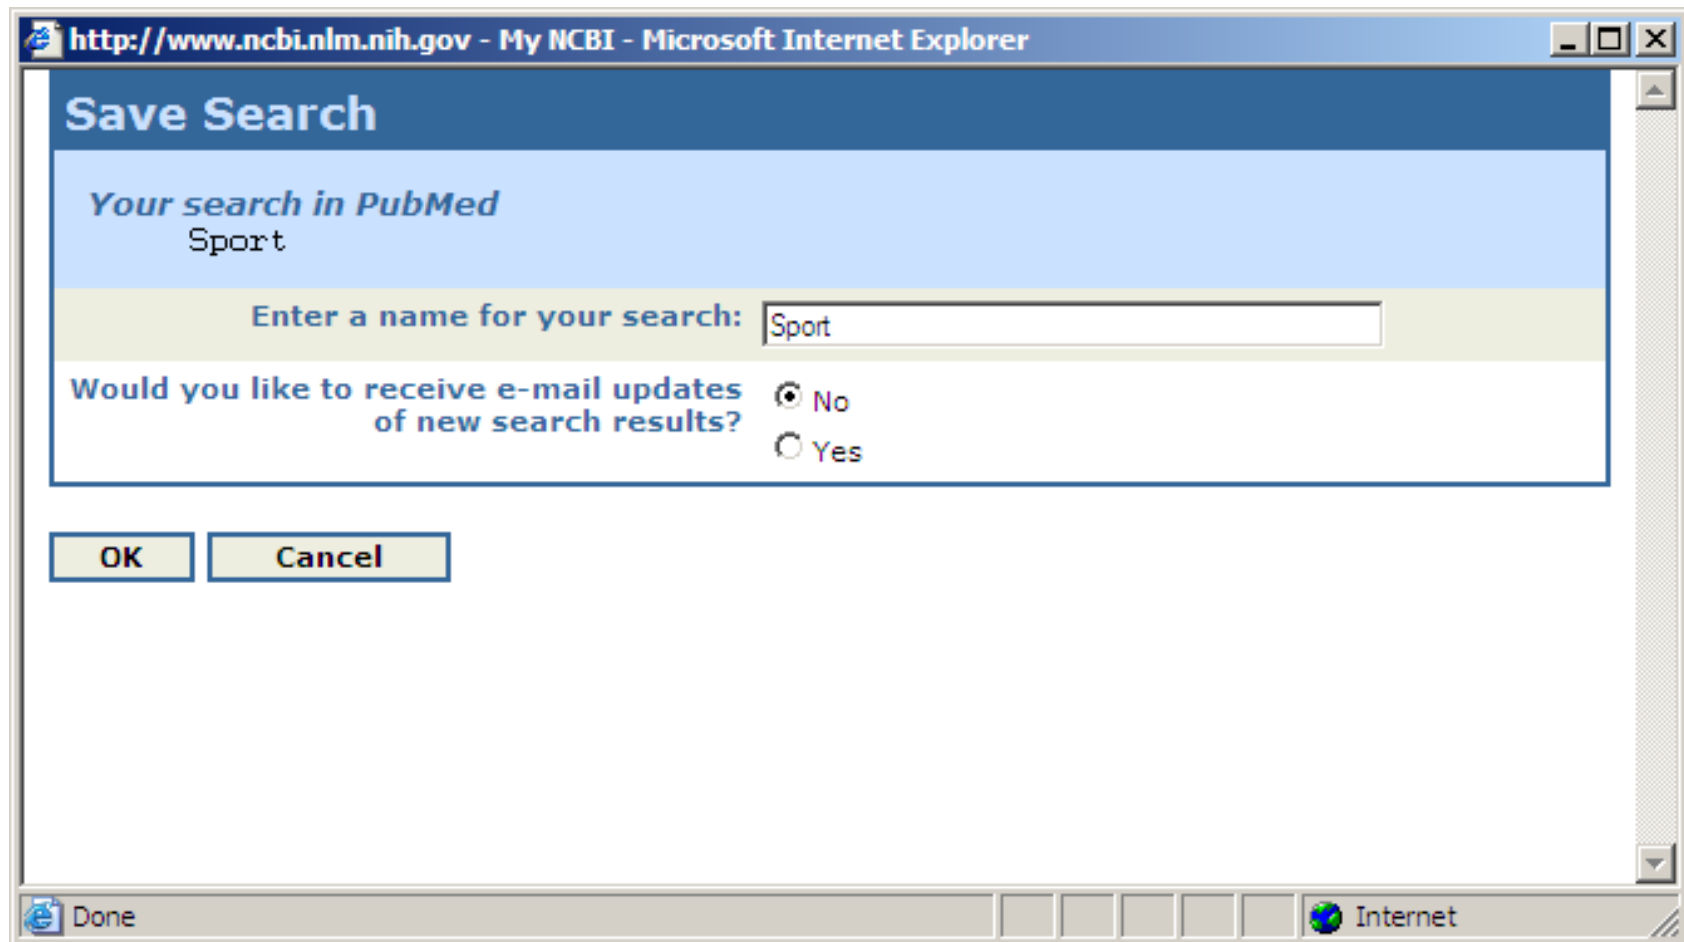 http://www.ncbi.nlm.nih.gov - My NCBI - Microsoft Internet Explorer
Save Search
Your search in PubMed
Sport
Enter a name for your search: Sport
Would you like to receive e-mail updates
of new search results?
No
Yes
OK Cancel
Done Internet